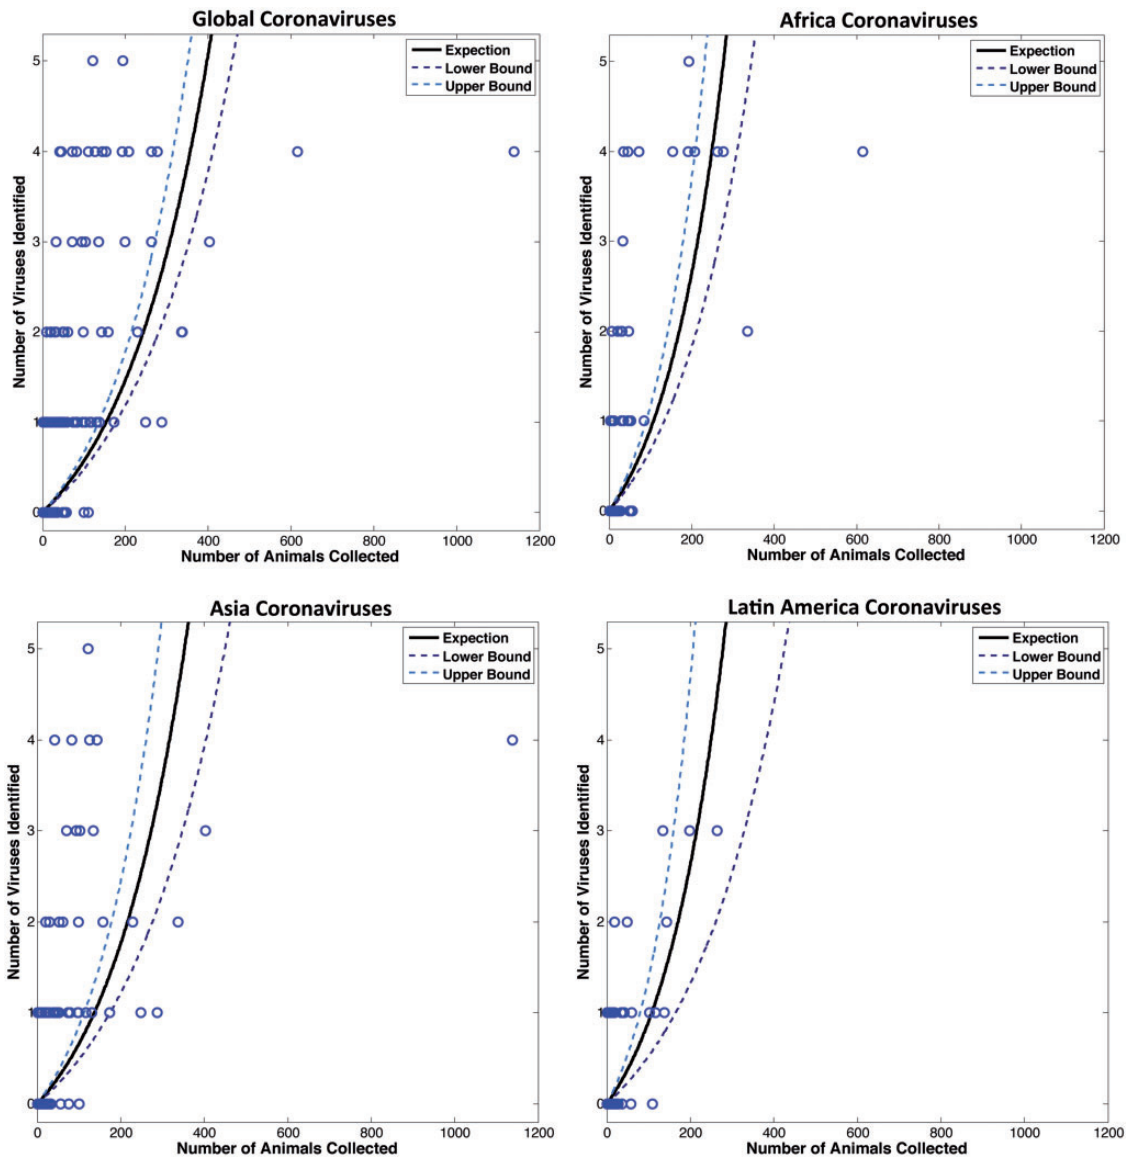 Global Coronaviruses
Number of Viruses Identified
5
4
3
2
1
0
Expection
Lower Bound
Upper Bound
0 200 400 600 800 1000 1200
Number of Animals Collected
Africa Coronaviruses
Number of Viruses Identified
5
4
3
2
1
0
Expection
Lower Bound
Upper Bound
0 200 400 600 800 1000 1200
Number of Animals Collected
Asia Coronaviruses
Number of Viruses Identified
5
4
3
2
1
0
Expection
Lower Bound
Upper Bound
0 200 400 600 800 1000 1200
Number of Animals Collected
Latin America Coronaviruses
Number of Viruses Identified
5
4
3
2
1
0
Expection
Lower Bound
Upper Bound
0 200 400 600 800 1000 1200
Number of Animals Collected